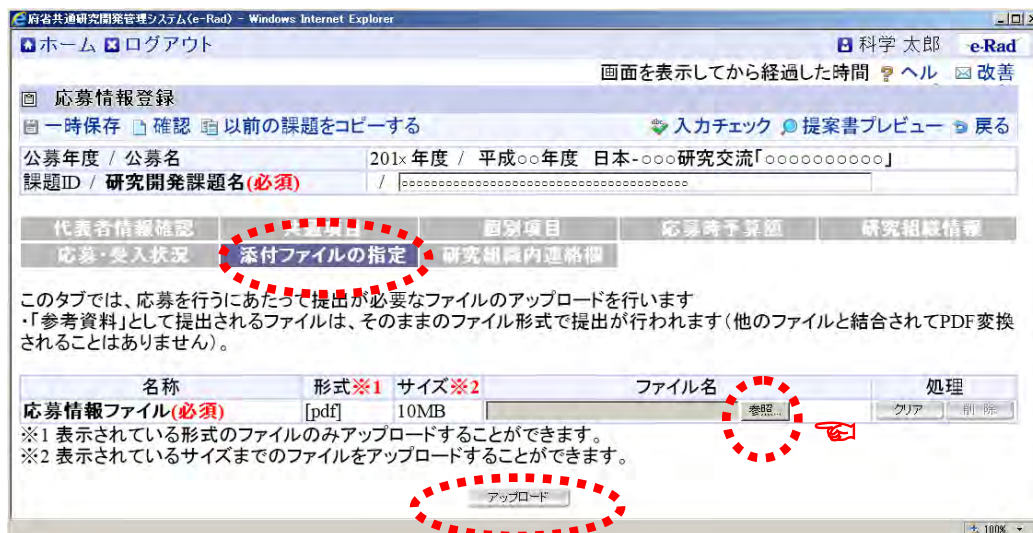 府省共通研究開発管理システム(e-Rad) - Windows Internet Explorer
ホーム ログアウト 科学 太郎 e-Rad
画面を表示してから経過した時間 ヘル 改善
応募情報登録
一時保存 確認 以前の課題をコピーする 入力チェック 提案書プレビュー 戻る
公募年度 / 公募名 201x 年度 / 平成○○年度 日本-○○○研究交流「○○○○○○○○○○」
課題ID / 研究開発課題名(必須) /
代表者情報確認 共通項目 個別項目 応募時予算額 研究組織情報
応募・受入状況 添付ファイルの指定 研究組織内連絡欄
このタブでは、応募を行うにあたって提出が必要なファイルのアップロードを行います
・「参考資料」として提出されるファイルは、そのままのファイル形式で提出が行われます(他のファイルと結合されてPDF変換
されることはありません)。
名称 形式※1 サイズ※2 ファイル名 処理
応募情報ファイル(必須) [pdf] 10MB 参照... クリア 削除
※1 表示されている形式のファイルのみアップロードすることができます。
※2 表示されているサイズまでのファイルをアップロードすることができます。
アップロード
100%